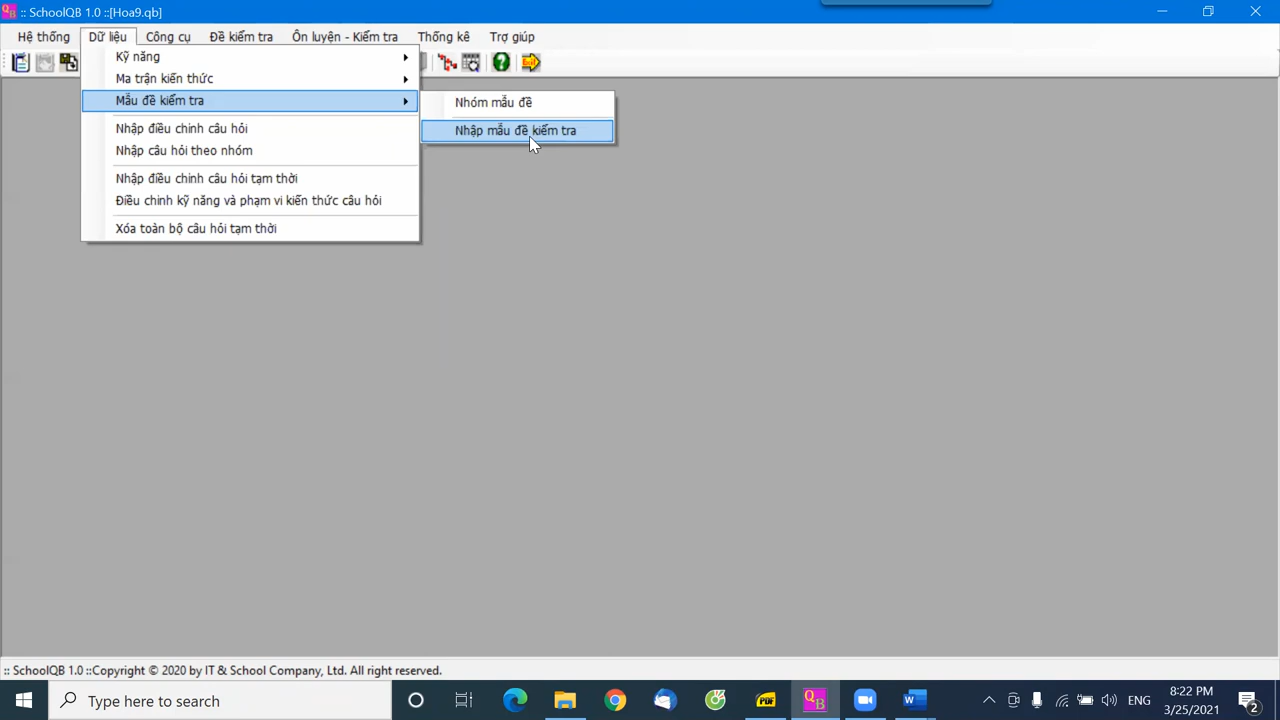 :: SchoolQB 1.0 ::[Hoa9.qb]
Hệ thống Dữ liệu Công cụ Đề kiểm tra Ôn luyện - Kiểm tra Thống kê Trợ giúp
Kỹ năng
Ma trận kiến thức
Mẫu đề kiểm tra
Nhóm mẫu đề
Nhập mẫu đề kiểm tra
Nhập điều chỉnh câu hỏi
Nhập câu hỏi theo nhóm
Nhập điều chỉnh câu hỏi tạm thời
Điều chỉnh kỹ năng và phạm vi kiến thức câu hỏi
Xóa toàn bộ câu hỏi tạm thời
:: SchoolQB 1.0 ::Copyright © 2020 by IT & School Company, Ltd. All right reserved.
Type here to search
PDF
QB
W
ENG
8:22 PM
3/25/2021
2